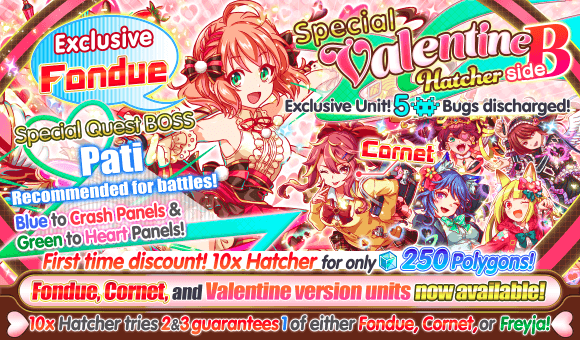 Exclusive
Fondue
Special Valentine B
Hatcher side
Exclusive Unit! 5 Bugs discharged!
Special Quest BOSS
Pati
Recommended for battles!
Blue to Crash Panels &
Green to Heart Panels!
Cornet
First time discount! 10x Hatcher for only 250 Polygons!
Fondue, Cornet, and Valentine version units now available!
10x Hatcher tries 2&3 guarantees 1 of either Fondue, Cornet, or Freyja!